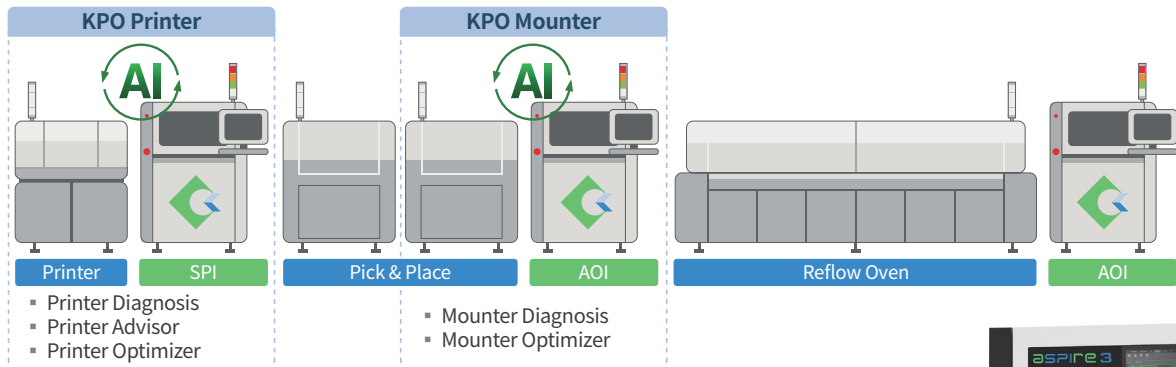 KPO Printer
KPO Mounter
AI
AI
Printer
SPI
Pick & Place
AOI
Reflow Oven
AOI
▪ Printer Diagnosis
▪ Printer Advisor
▪ Printer Optimizer
▪ Mounter Diagnosis
▪ Mounter Optimizer
aSPIre 3